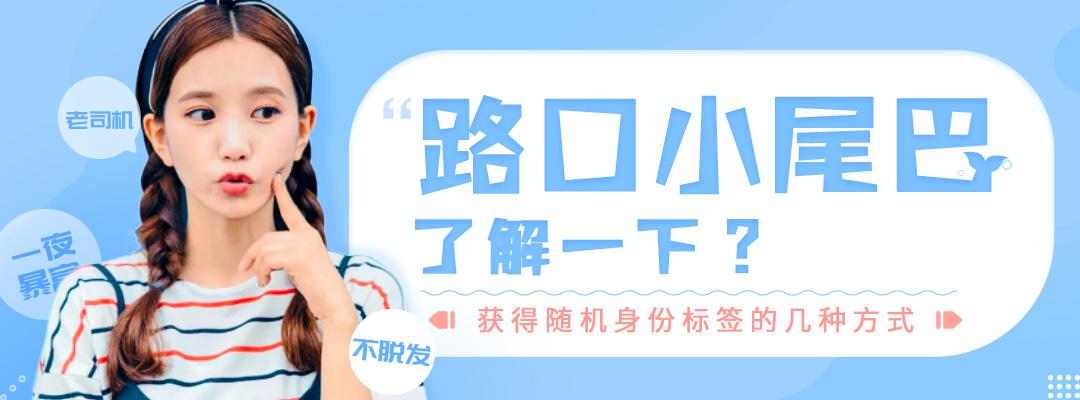 老司机
一夜
暴富
不脱发
“路口小尾巴
了解一下？
获得随机身份标签的几种方式